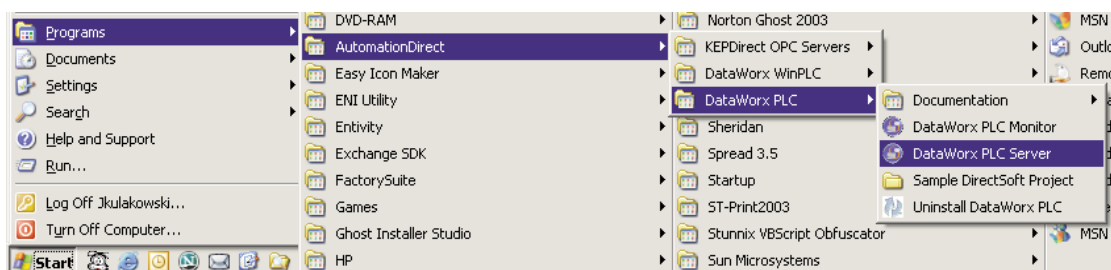 Programs
Documents
Settings
Search
Help and Support
Run...
Log Off Jkulakowski...
Turn Off Computer...
Start
DVD-RAM
AutomationDirect
Easy Icon Maker
ENI Utility
Entivity
Exchange SDK
FactorySuite
Games
Ghost Installer Studio
HP
Norton Ghost 2003
KEPDirect OPC Servers
DataWorx WinPLC
DataWorx PLC
Sheridan
Spread 3.5
Startup
ST-Print2003
Stunnix VBScript Obfuscator
Sun Microsystems
Documentation
DataWorx PLC Monitor
DataWorx PLC Server
Sample DirectSoft Project
Uninstall DataWorx PLC
MSN
MSN